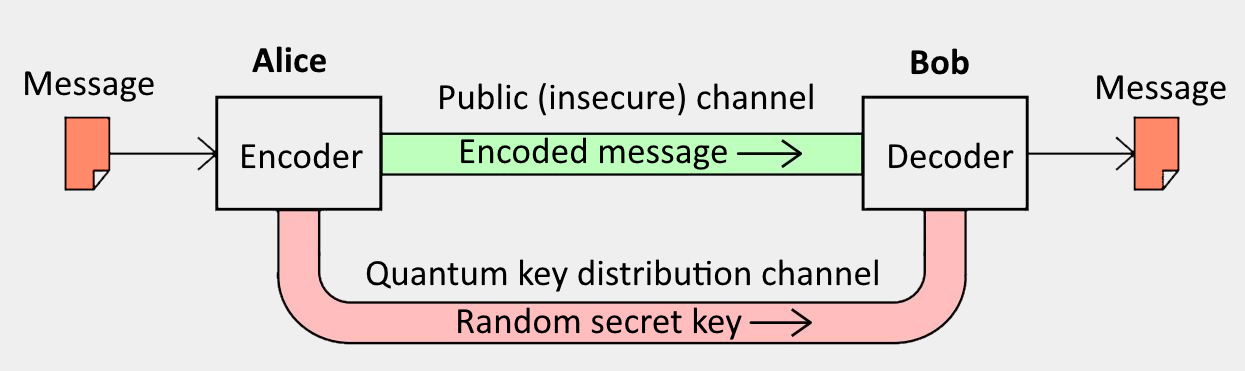 Alice
Bob
Message
Public (insecure) channel
Message
Encoder
Encoded message
Decoder
Quantum key distribution channel
Random secret key